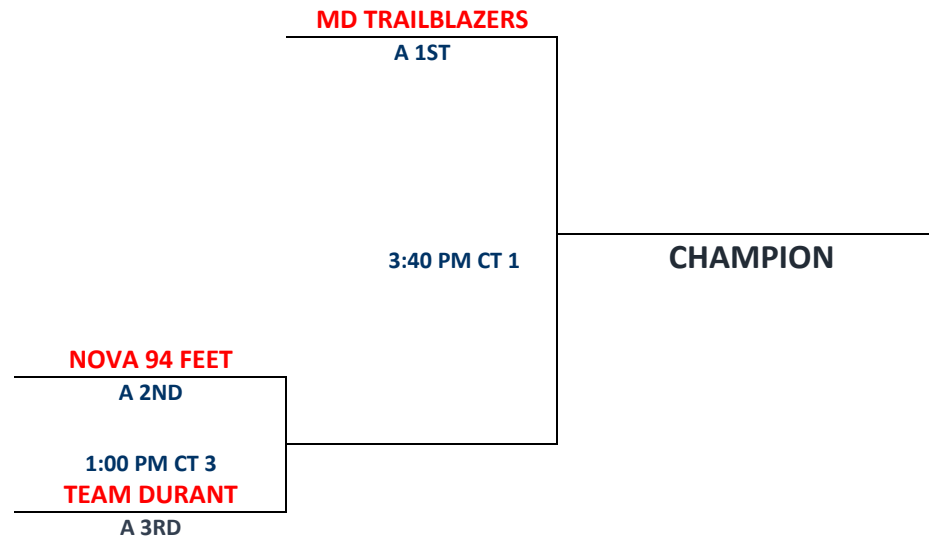 MD TRAILBLAZERS
A 1ST
3:40 PM CT 1
CHAMPION
NOVA 94 FEET
A 2ND
1:00 PM CT 3
TEAM DURANT
A 3RD